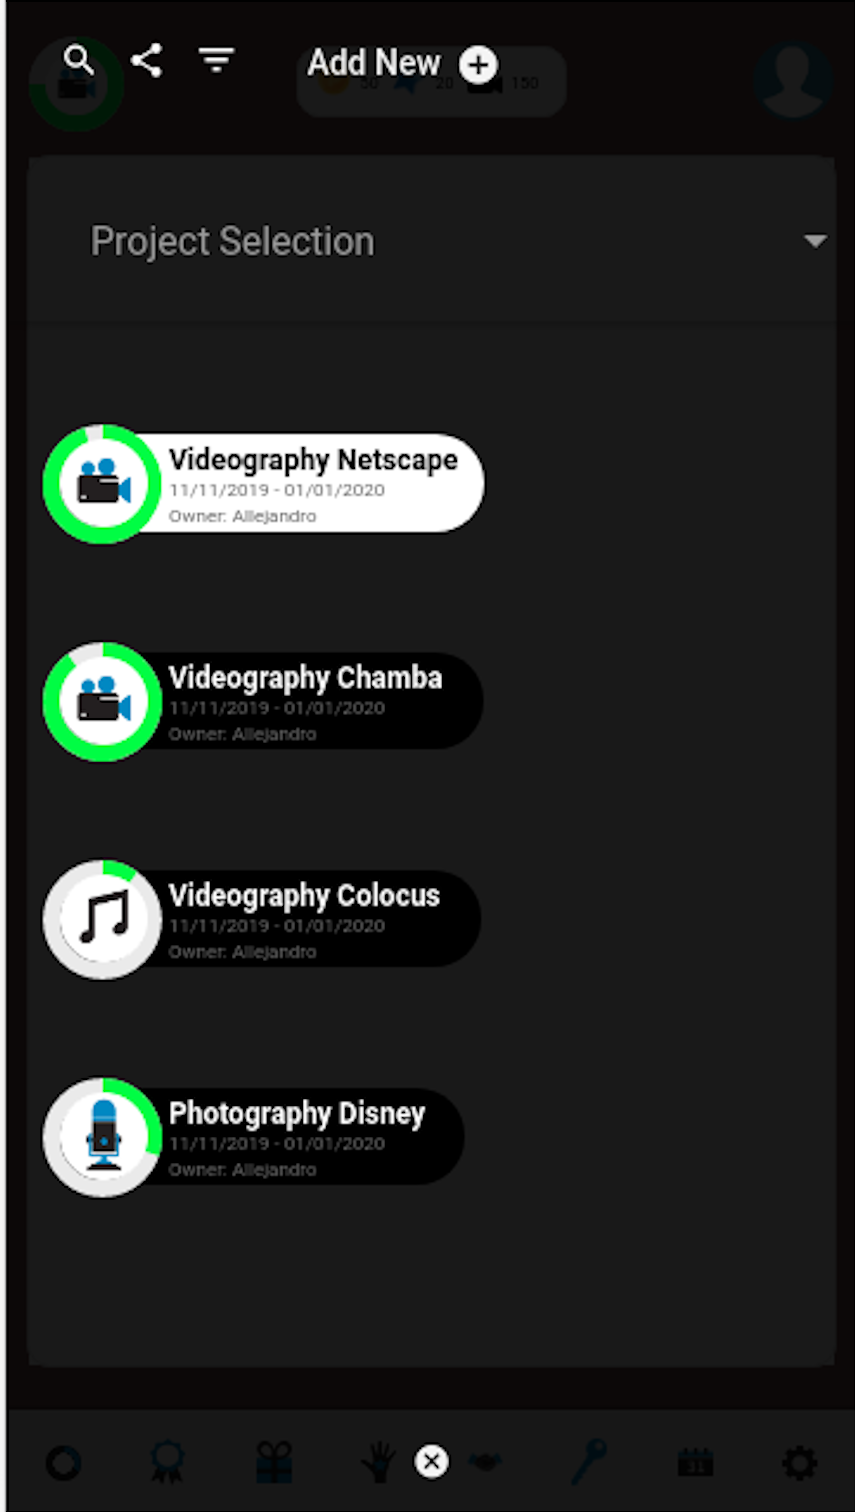 Add New
50 20 150
Project Selection
Videography Netscape
11/11/2019 - 01/01/2020
Owner: Allejandro
Videography Chamba
11/11/2019 - 01/01/2020
Owner: Allejandro
Videography Colocus
11/11/2019 - 01/01/2020
Owner: Allejandro
Photography Disney
11/11/2019 - 01/01/2020
Owner: Allejandro
31